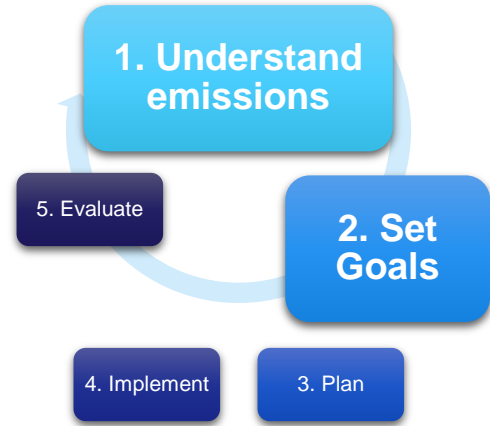 1. Understand
emissions
2. Set
Goals
3. Plan
4. Implement
5. Evaluate